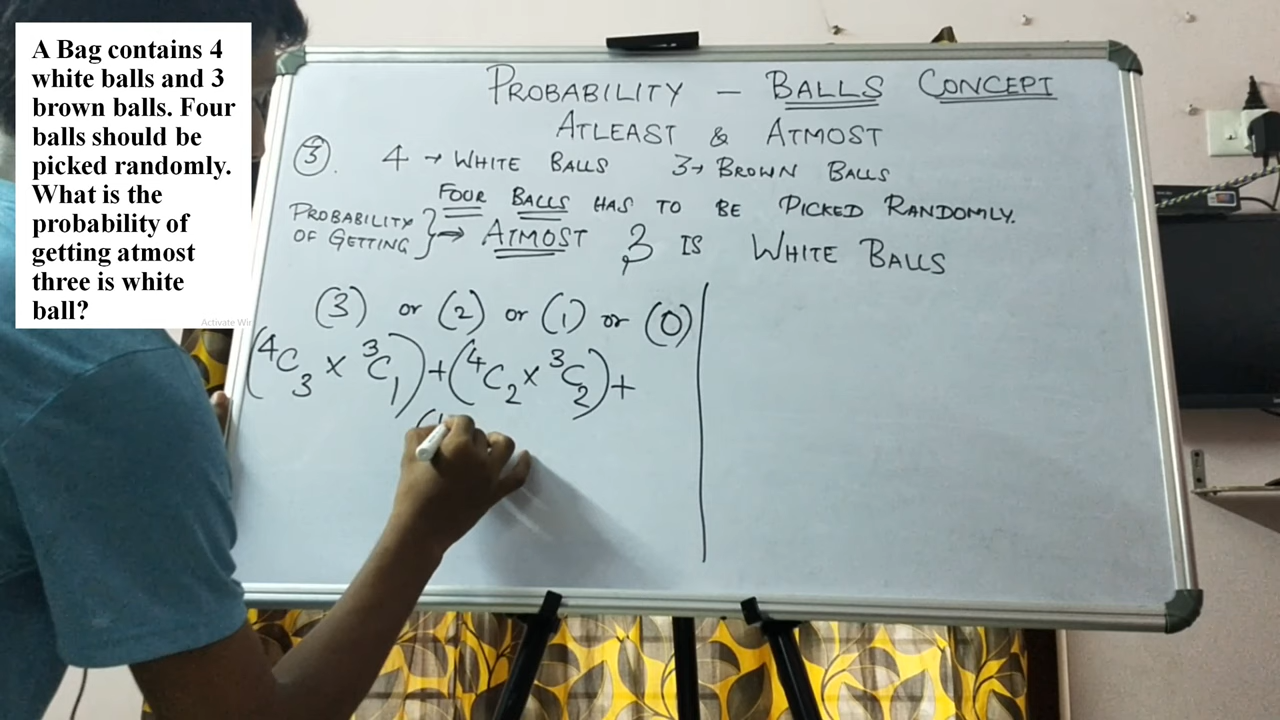 A Bag contains 4
white balls and 3
brown balls. Four
balls should be
picked randomly.
What is the
probability of
getting atmost
three is white
ball?
PROBABILITY – BALLS CONCEPT
ATLEAST & ATMOST
3. 4 → WHITE BALLS 3 → BROWN BALLS
FOUR BALLS HAS TO BE PICKED RANDOMLY.
PROBABILITY OF GETTING } → ATMOST 3 IS WHITE BALLS
(3) or (2) or (1) or (0)
(⁴C₃ × ³C₁) + (⁴C₂ × ³C₂) +
(